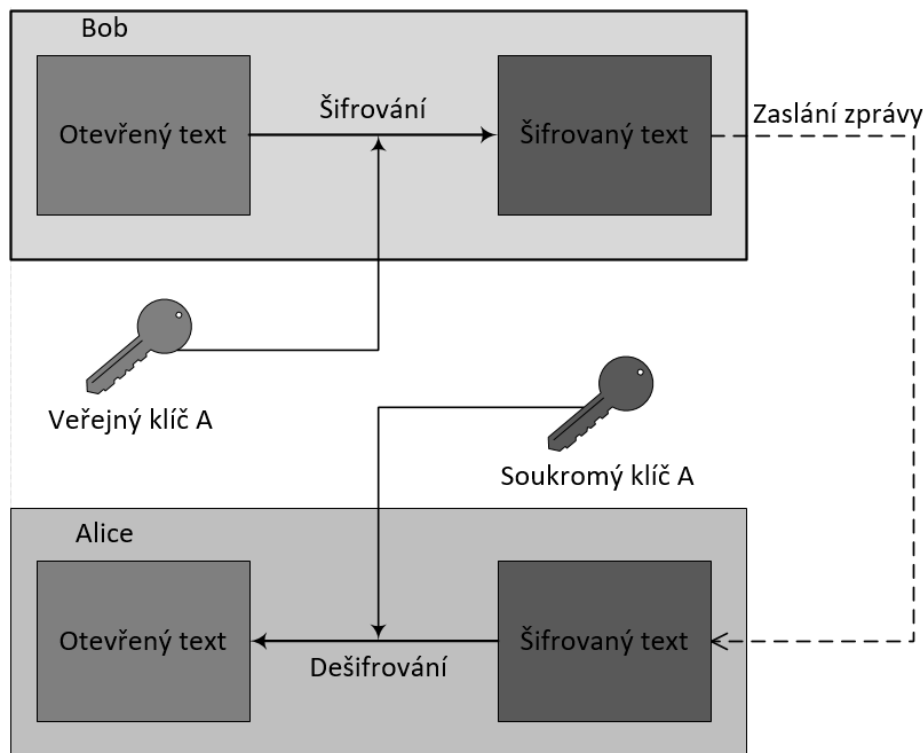 Bob
Otevřený text
Šifrování
Šifrovaný text
Zaslání zprávy
Veřejný klíč A
Soukromý klíč A
Alice
Otevřený text
Dešifrování
Šifrovaný text